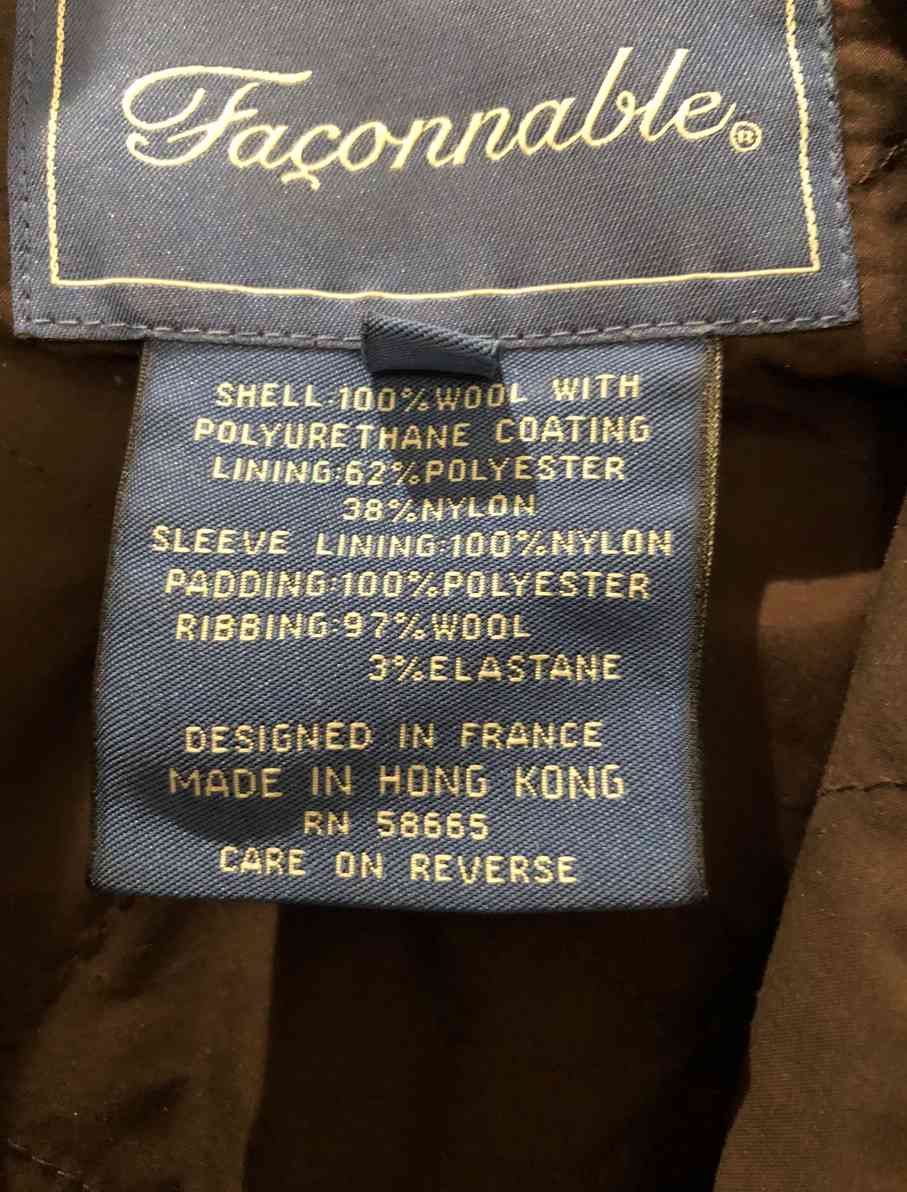 Façonnable®
SHELL:100%WOOL WITH
POLYURETHANE COATING
LINING:62%POLYESTER
38%NYLON
SLEEVE LINING:100%NYLON
PADDING:100%POLYESTER
RIBBING:97%WOOL
3%ELASTANE
DESIGNED IN FRANCE
MADE IN HONG KONG
RN 58665
CARE ON REVERSE